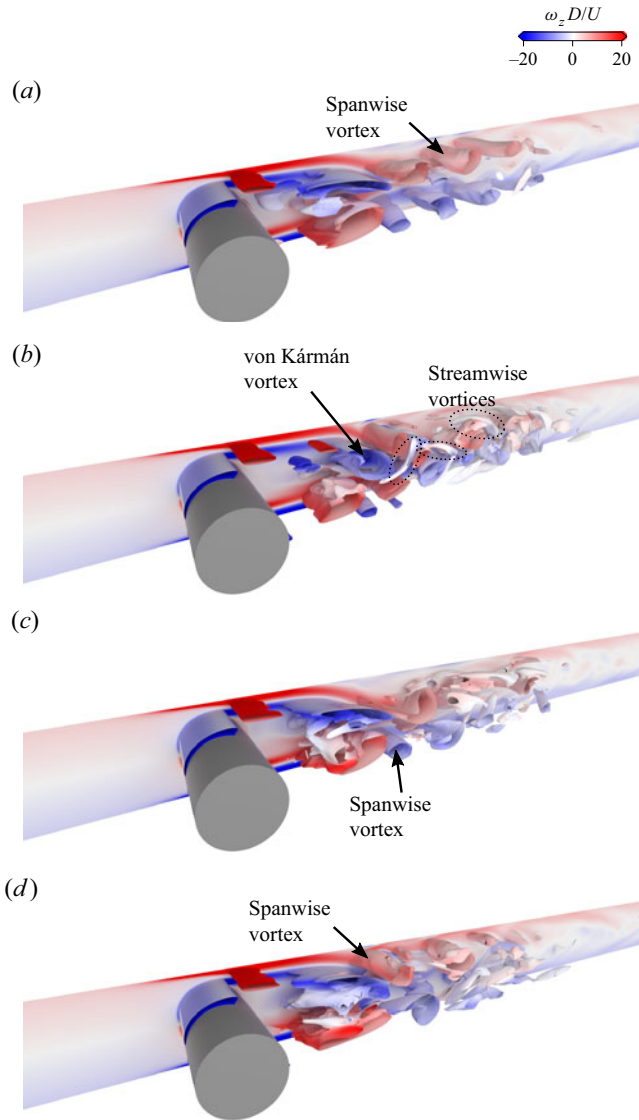 ω_z D/U
−20 0 20
(a)
Spanwise
vortex
(b)
von Kármán
vortex
Streamwise
vortices
(c)
Spanwise
vortex
(d)
Spanwise
vortex